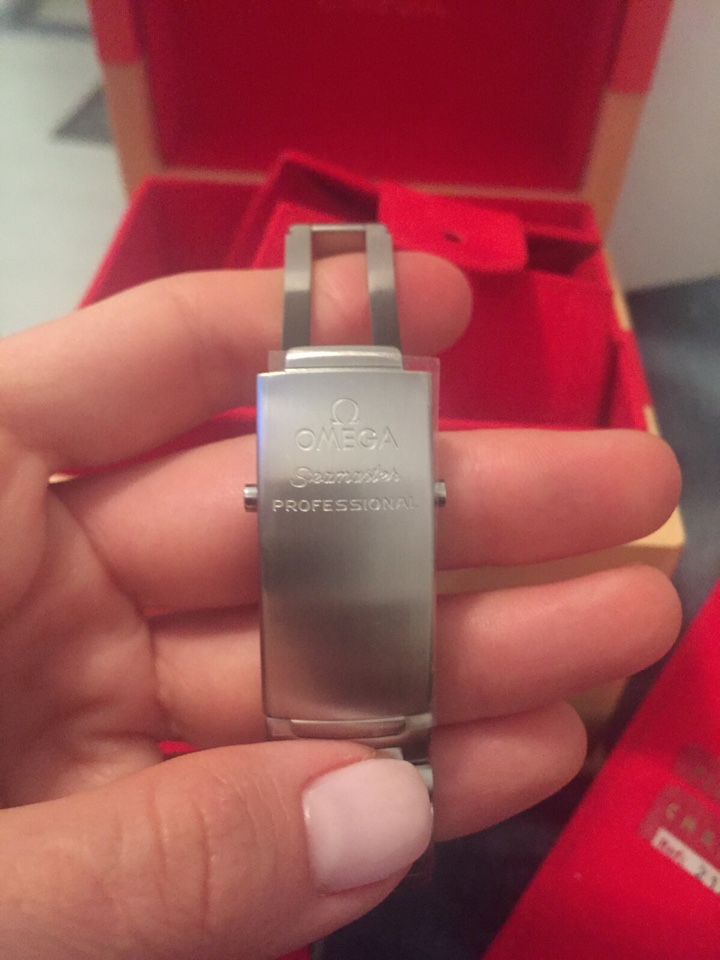 Ω
OMEGA
Seamaster
PROFESSIONAL